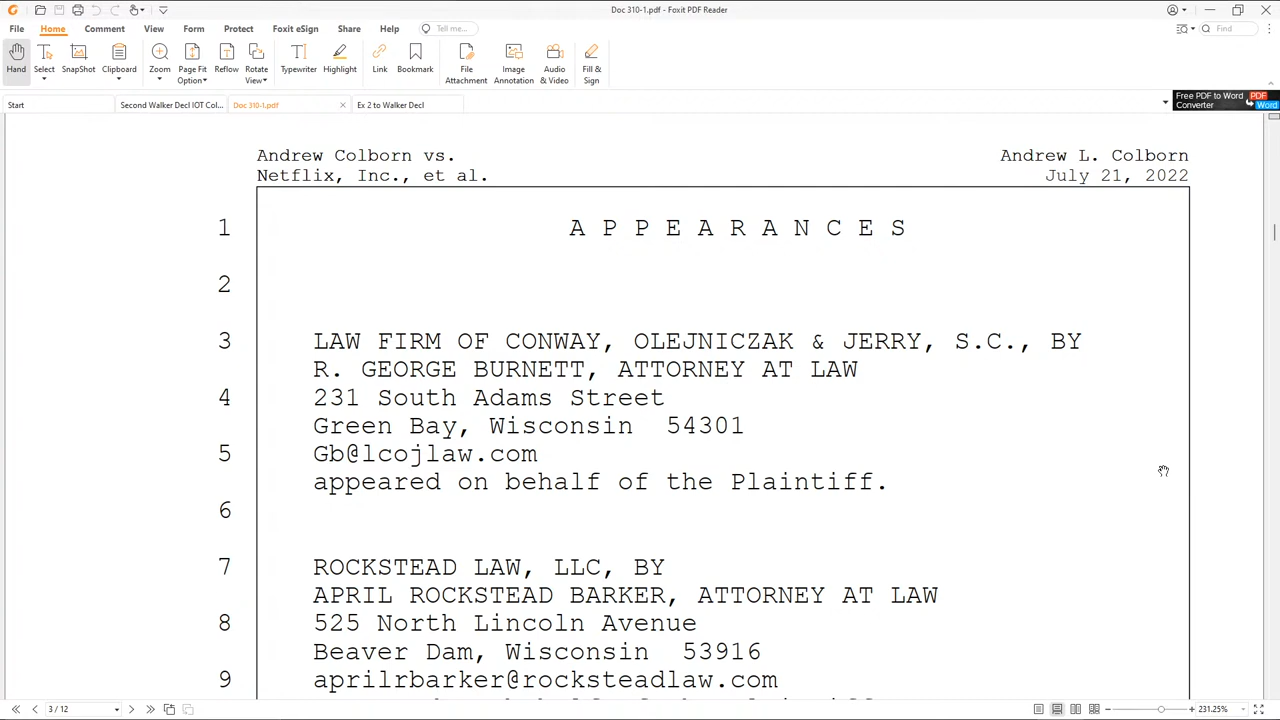 Doc 310-1.pdf - Foxit PDF Reader
File Home Comment View Form Protect Foxit eSign Share Help Tell me... Find
Hand Select SnapShot Clipboard Zoom Page Fit Option Reflow Rotate View Typewriter Highlight Link Bookmark File Attachment Image Annotation Audio & Video Fill & Sign
Start Second Walker Decl IOT Col... Doc 310-1.pdf Ex 2 to Walker Decl
Free PDF to Word Converter PDF Word
Andrew Colborn vs. Andrew L. Colborn
Netflix, Inc., et al. July 21, 2022
1 A P P E A R A N C E S
2
3 LAW FIRM OF CONWAY, OLEJNICZAK & JERRY, S.C., BY
R. GEORGE BURNETT, ATTORNEY AT LAW
4 231 South Adams Street
Green Bay, Wisconsin 54301
5 Gb@lcojlaw.com
appeared on behalf of the Plaintiff.
6
7 ROCKSTEAD LAW, LLC, BY
APRIL ROCKSTEAD BARKER, ATTORNEY AT LAW
8 525 North Lincoln Avenue
Beaver Dam, Wisconsin 53916
9 aprilrbarker@rocksteadlaw.com
3 / 12 231.25%